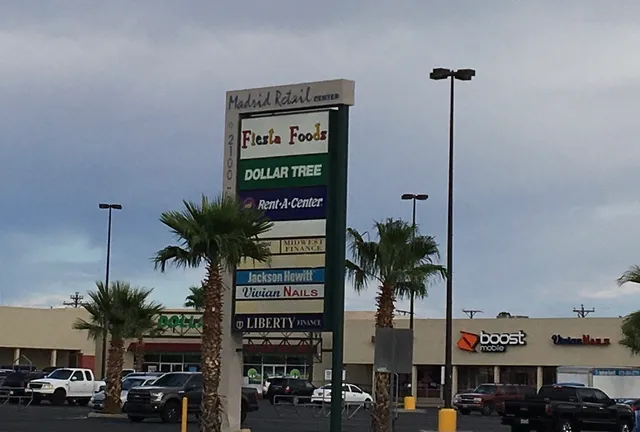 Madrid Retail CENTER
2100
Fiesta Foods
DOLLAR TREE
Rent-A-Center
MIDWEST
FINANCE
Jackson Hewitt
VIVIAN NAILS
LIBERTY FINANCE
DOLLA
boost
mobile
VIVIAN NAILS